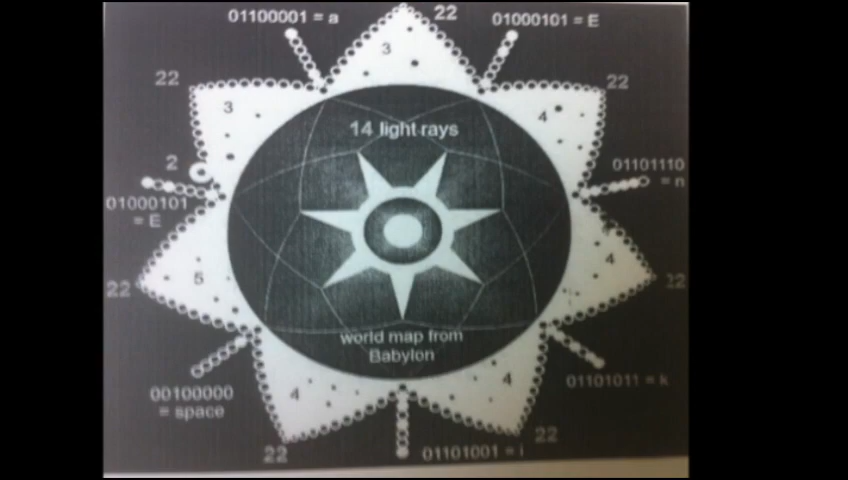 01100001 = a
22
01000101 = E
3
22
3
22
4
14 light rays
2
01101110
= n
01000101
= E
22
5
4
22
world map from
Babylon
00100000
= space
4
4
01101011 = k
22
22
01101001 = i